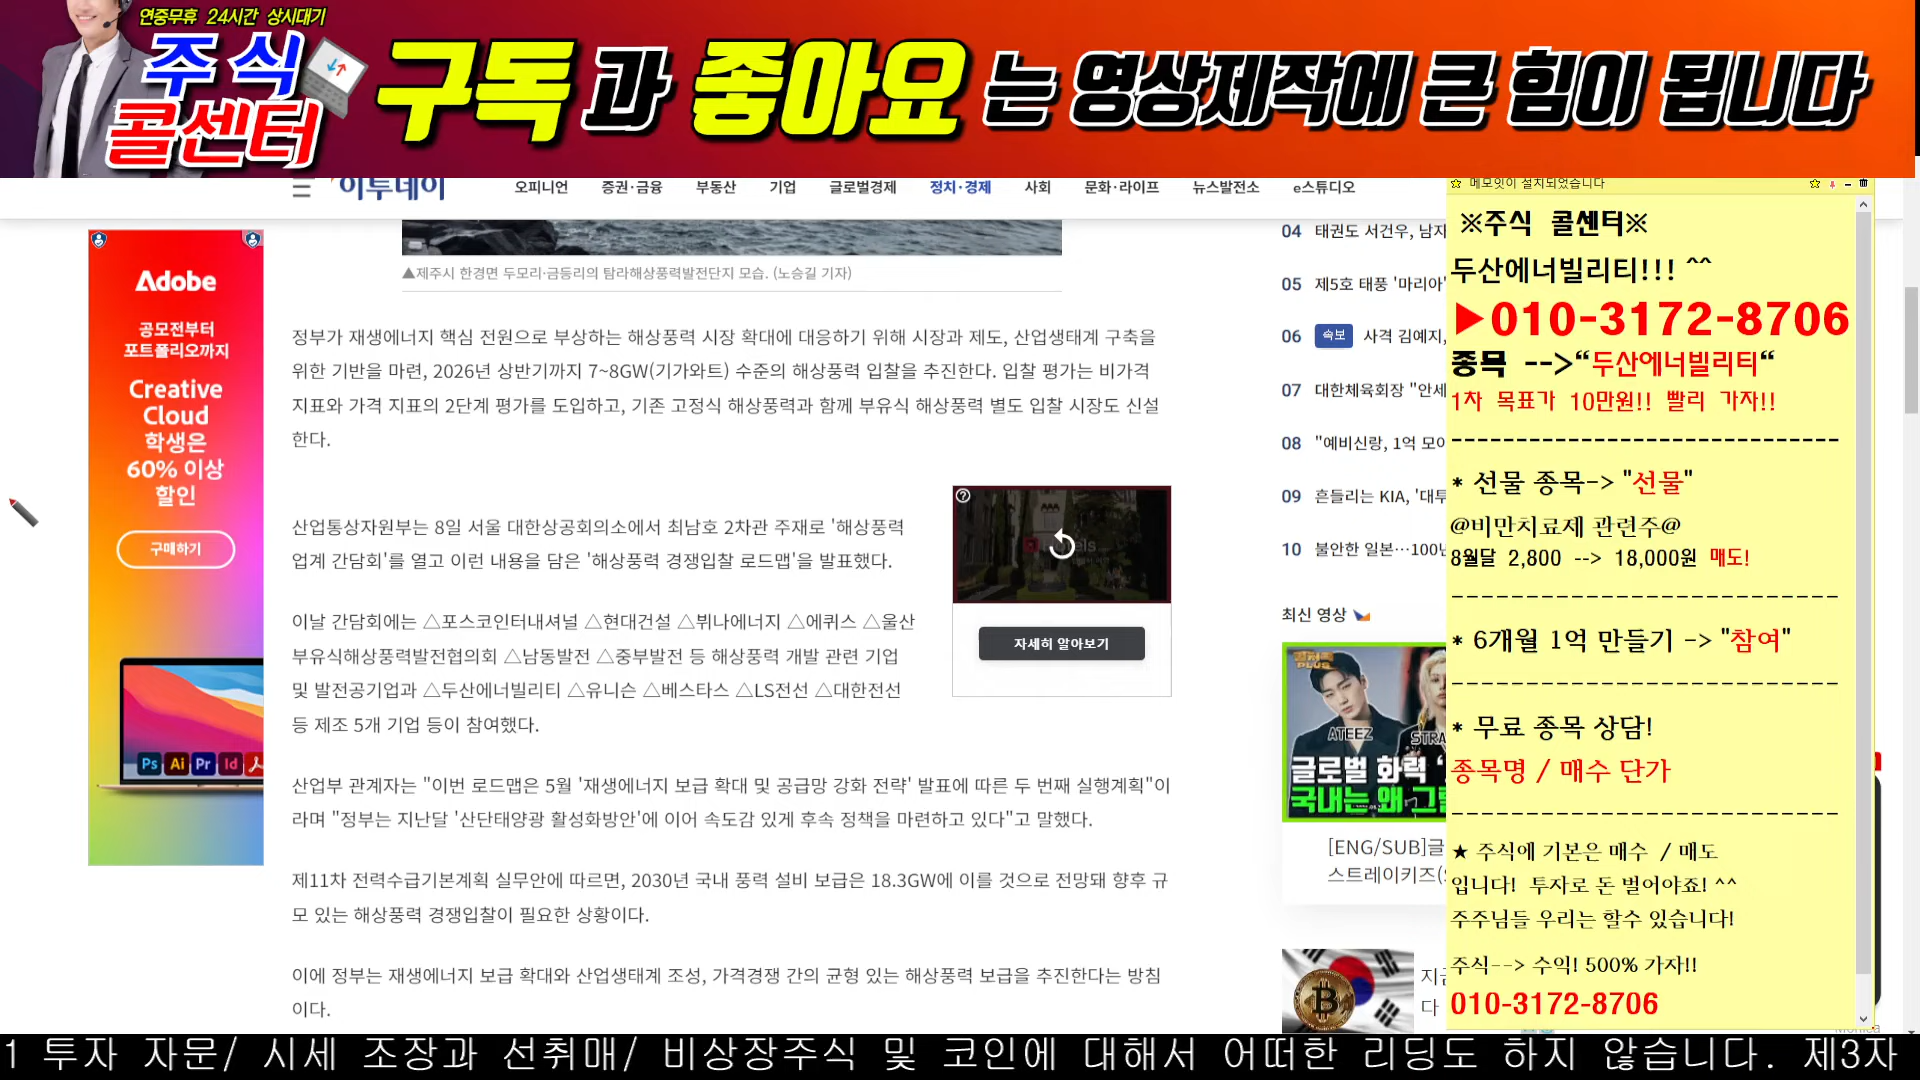 연중무휴 24시간 상시대기
주식
콜센터
구독과 좋아요는 영상제작에 큰 힘이 됩니다
이투데이
오피니언 증권·금융 부동산 기업 글로벌경제 정치·경제 사회 문화·라이프 뉴스발전소 e스튜디오
Adobe
공모전부터
포트폴리오까지
Creative
Cloud
학생은
60% 이상
할인
구매하기
Ps Ai Pr Id
▲제주시 한경면 두모리·금등리의 탐라해상풍력발전단지 모습. (노승길 기자)
정부가 재생에너지 핵심 전원으로 부상하는 해상풍력 시장 확대에 대응하기 위해 시장과 제도, 산업생태계 구축을
위한 기반을 마련, 2026년 상반기까지 7~8GW(기가와트) 수준의 해상풍력 입찰을 추진한다. 입찰 평가는 비가격
지표와 가격 지표의 2단계 평가를 도입하고, 기존 고정식 해상풍력과 함께 부유식 해상풍력 별도 입찰 시장도 신설
한다.
산업통상자원부는 8일 서울 대한상공회의소에서 최남호 2차관 주재로 '해상풍력
업계 간담회'를 열고 이런 내용을 담은 '해상풍력 경쟁입찰 로드맵'을 발표했다.
이날 간담회에는 △포스코인터내셔널 △현대건설 △뷔나에너지 △에퀴스 △울산
부유식해상풍력발전협의회 △남동발전 △중부발전 등 해상풍력 개발 관련 기업
및 발전공기업과 △두산에너빌리티 △유니슨 △베스타스 △LS전선 △대한전선
등 제조 5개 기업 등이 참여했다.
자세히 알아보기
산업부 관계자는 "이번 로드맵은 5월 '재생에너지 보급 확대 및 공급망 강화 전략' 발표에 따른 두 번째 실행계획"이
라며 "정부는 지난달 '산단태양광 활성화방안'에 이어 속도감 있게 후속 정책을 마련하고 있다"고 말했다.
제11차 전력수급기본계획 실무안에 따르면, 2030년 국내 풍력 설비 보급은 18.3GW에 이를 것으로 전망돼 향후 규
모 있는 해상풍력 경쟁입찰이 필요한 상황이다.
이에 정부는 재생에너지 보급 확대와 산업생태계 조성, 가격경쟁 간의 균형 있는 해상풍력 보급을 추진한다는 방침
이다.
04 태권도 서건우, 남자
05 제5호 태풍 '마리아'
06 속보 사격 김예지,
07 대한체육회장 "안세
08 "예비신랑, 1억 모아
09 흔들리는 KIA, '대투
10 불안한 일본…100년
최신 영상
ATEEZ
글로벌 화력
국내는 왜 그
[ENG/SUB]글
스트레이키즈(S
다
메모잇이 설치되었습니다
※주식 콜센터※
두산에너빌리티!!! ^^
▶010-3172-8706
종목 -->“두산에너빌리티“
1차 목표가 10만원!! 빨리 가자!!
* 선물 종목-> "선물"
@비만치료제 관련주@
8월달 2,800 --> 18,000원 매도!
* 6개월 1억 만들기 -> "참여"
* 무료 종목 상담!
종목명 / 매수 단가
★ 주식에 기본은 매수 / 매도
입니다! 투자로 돈 벌어야죠! ^^
주주님들 우리는 할수 있습니다!
주식--> 수익! 500% 가자!!
010-3172-8706
1 투자 자문/ 시세 조장과 선취매/ 비상장주식 및 코인에 대해서 어떠한 리딩도 하지 않습니다. 제3자